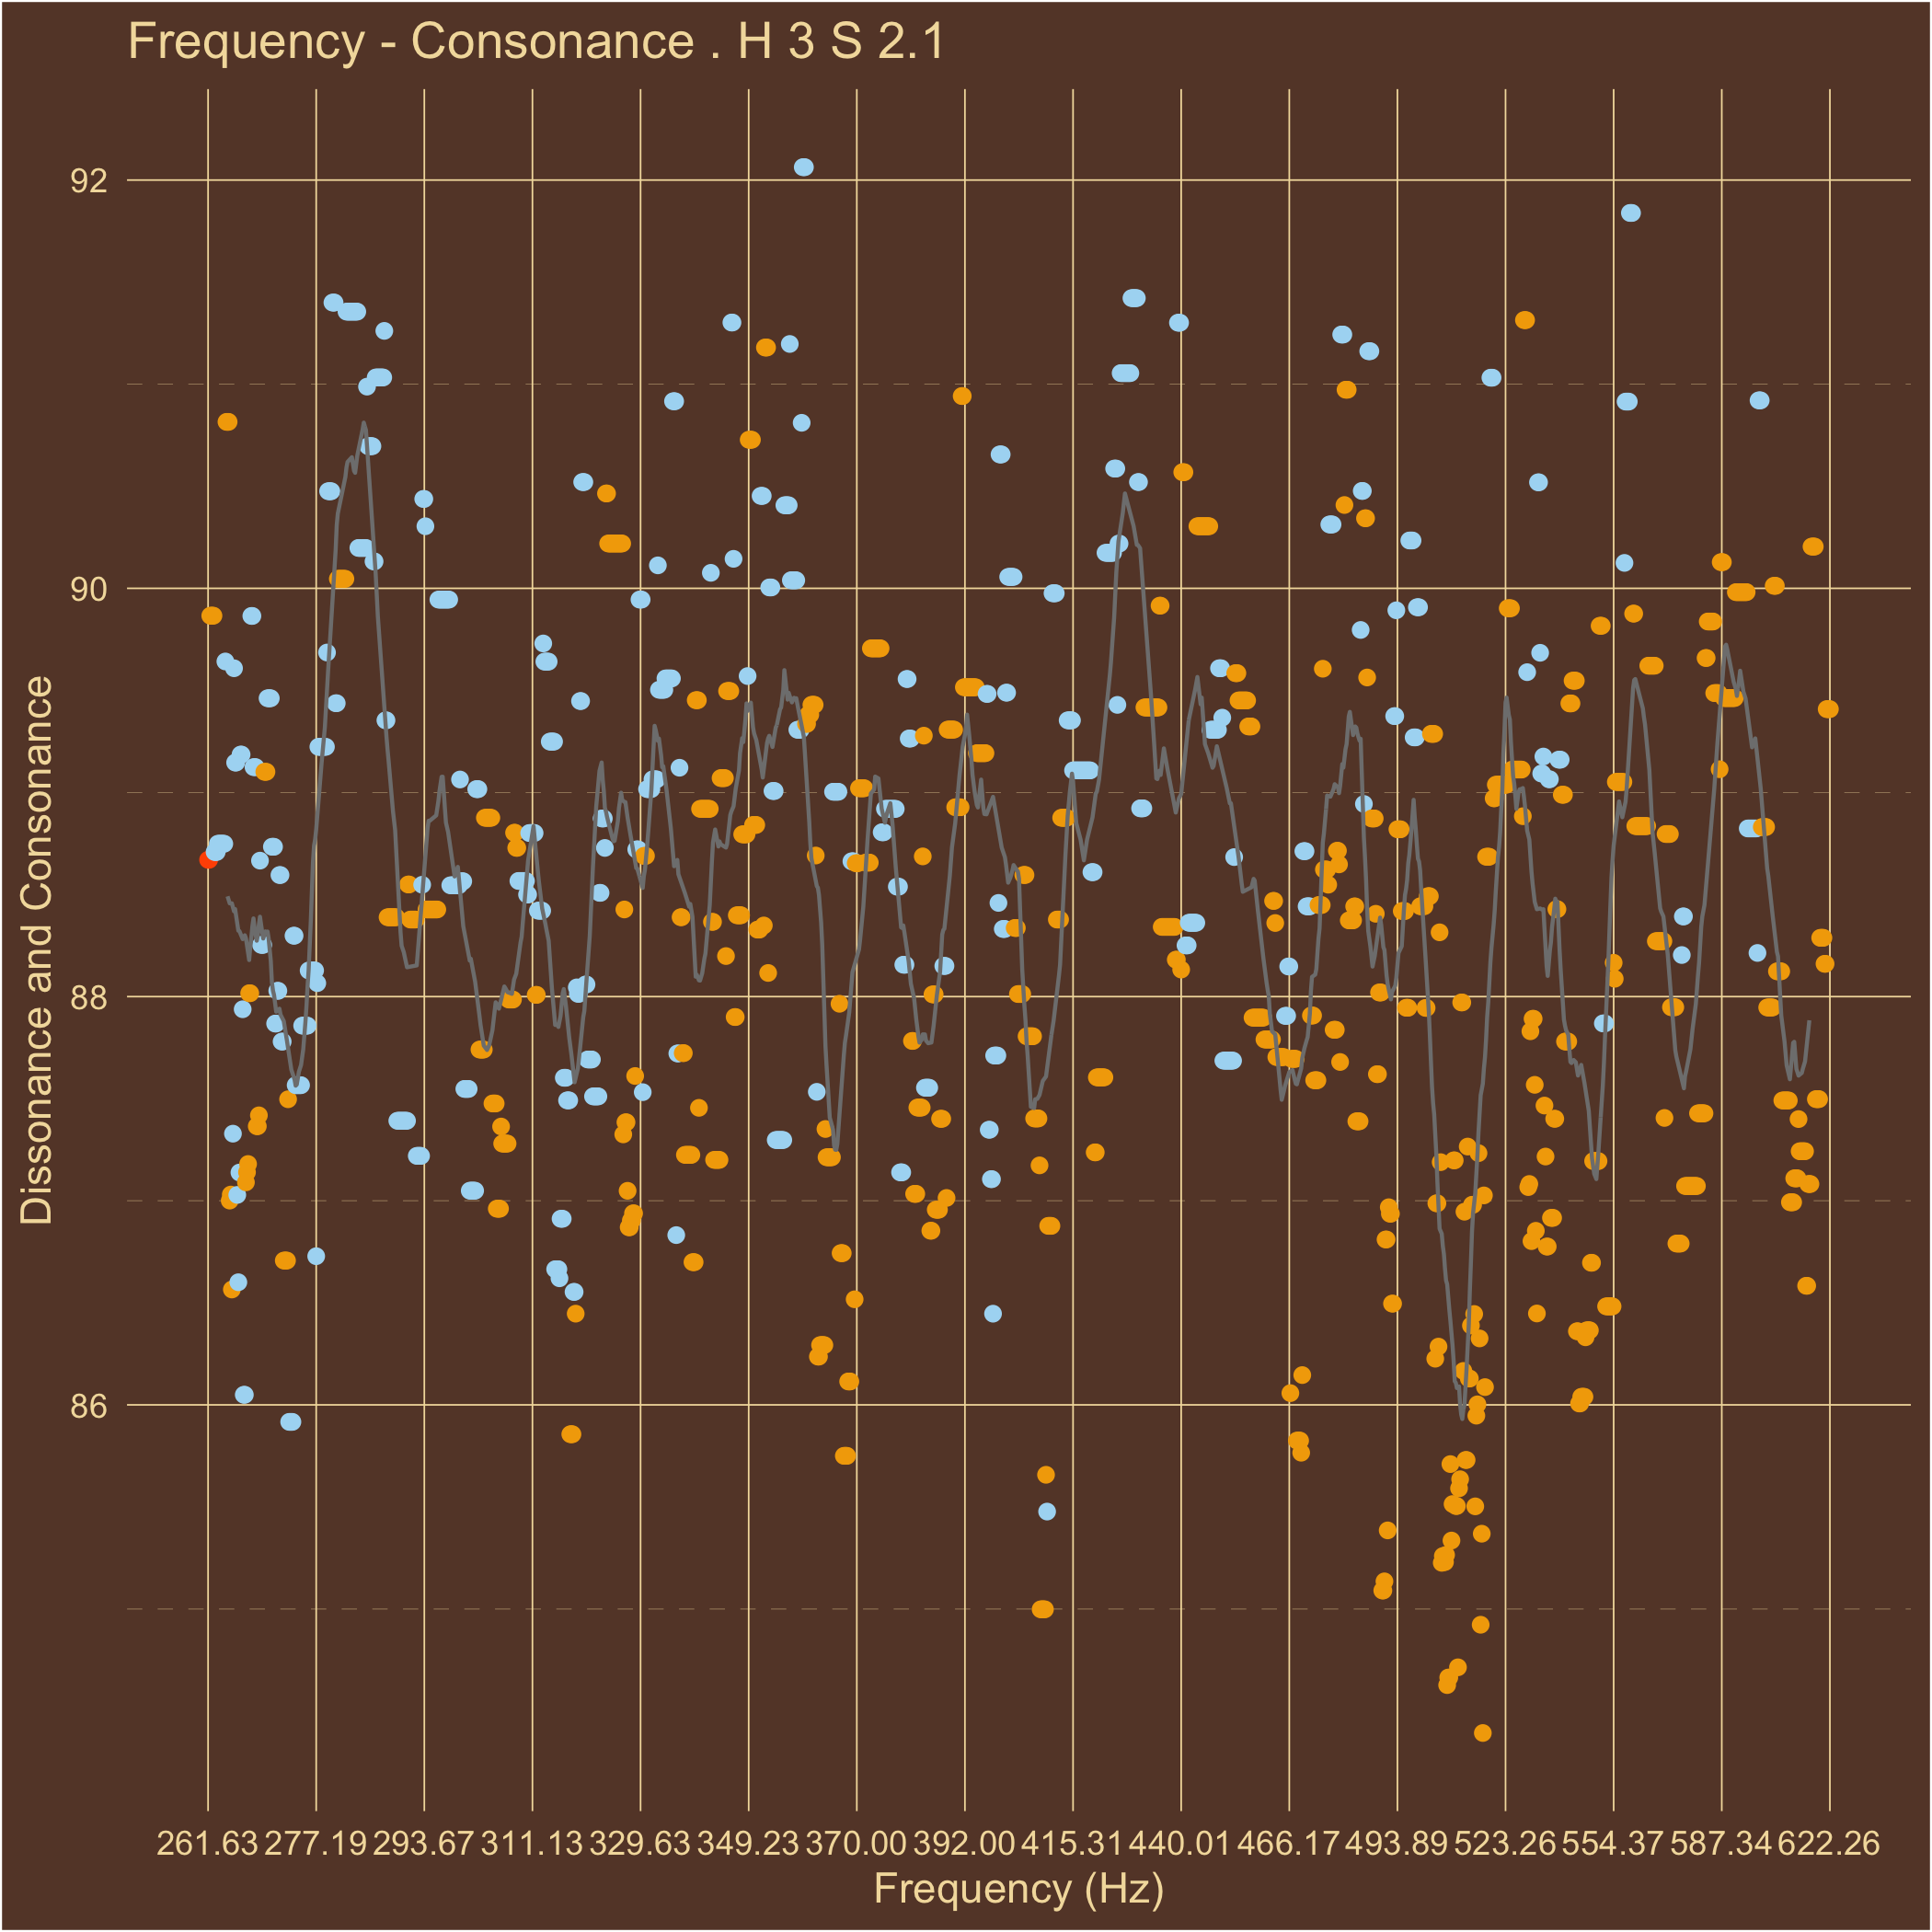 Frequency - Consonance . H 3 S 2.1
92
90
88
86
Dissonance and Consonance
261.63 277.19 293.67 311.13 329.63 349.23 370.00 392.00 415.31 440.01 466.17 493.89 523.26 554.37 587.34 622.26
Frequency (Hz)